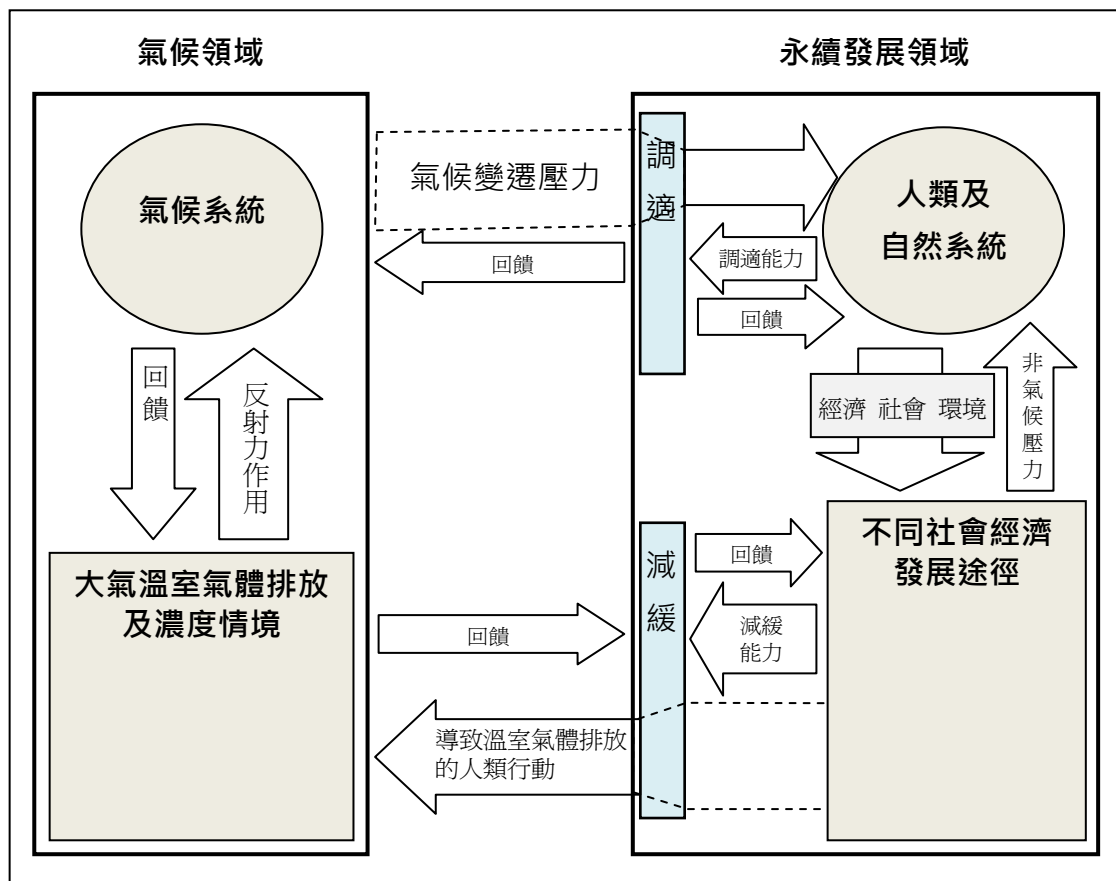 氣候領域
永續發展領域
氣候系統
氣候變遷壓力
調適
人類及
自然系統
回饋
調適能力
回饋
回饋
反射力作用
經濟 社會 環境
非氣候壓力
大氣溫室氣體排放
及濃度情境
回饋
減緩
回饋
減緩
能力
不同社會經濟
發展途徑
導致溫室氣體排放
的人類行動